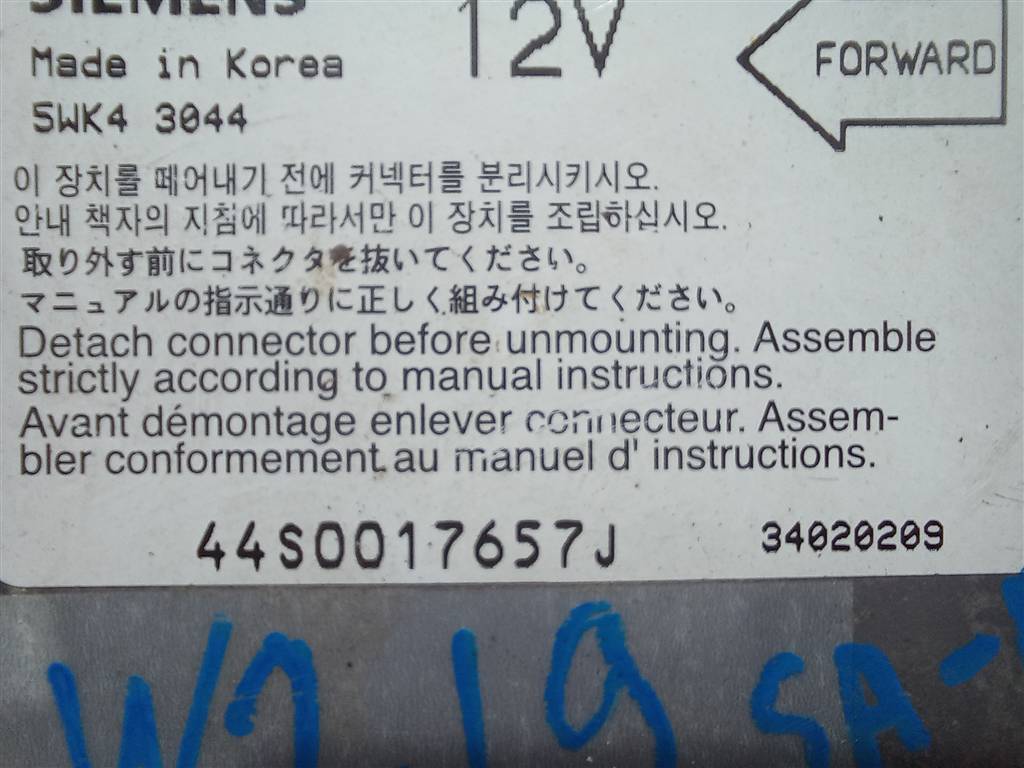 SIEMENS
12V
FORWARD
Made in Korea
5WK4 3044
이 장치를 떼어내기 전에 커넥터를 분리시키시오.
안내 책자의 지침에 따라서만 이 장치를 조립하십시오.
取り外す前にコネクタを抜いてください。
マニュアルの指示通りに正しく組み付けてください。
Detach connector before unmounting. Assemble
strictly according to manual instructions.
Avant démontage enlever connecteur. Assem-
bler conformement au manuel d' instructions.
44S0017657J 34020209